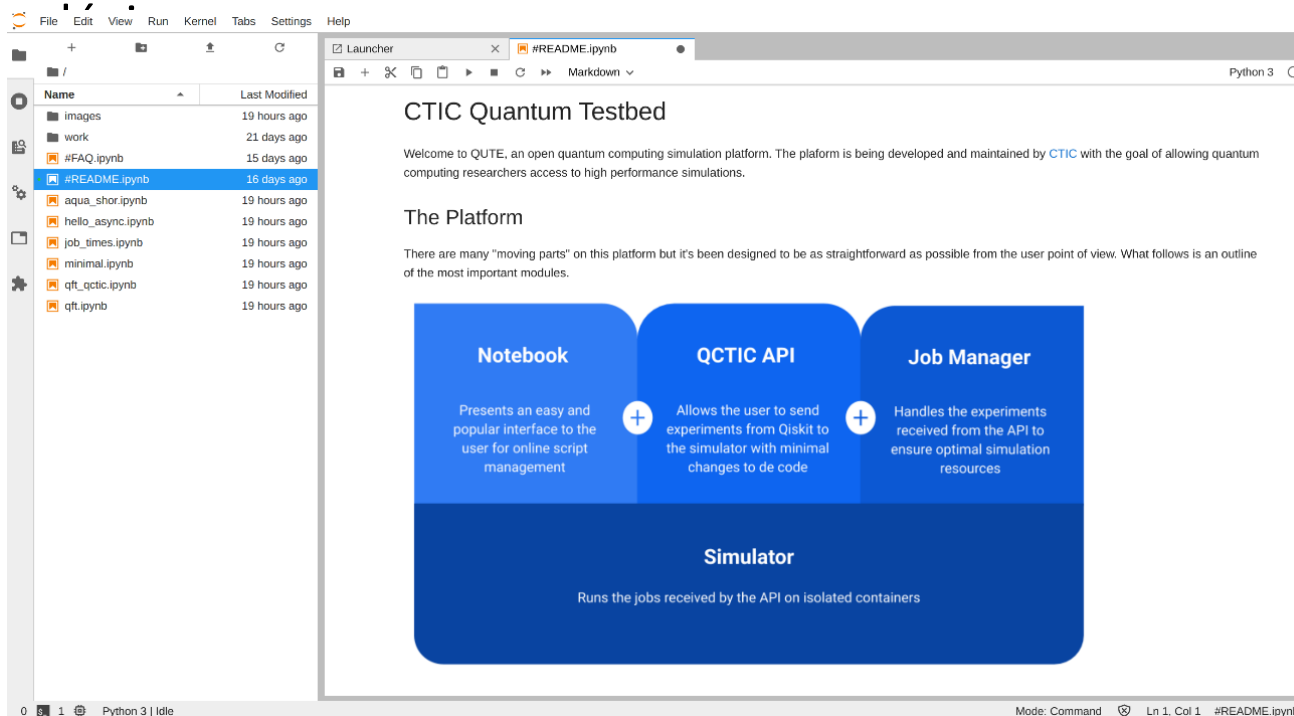 File Edit View Run Kernel Tabs Settings Help
Launcher
#README.ipynb
Markdown
Python 3
/
Name Last Modified
images 19 hours ago
work 21 days ago
#FAQ.ipynb 15 days ago
#README.ipynb 16 days ago
aqua_shor.ipynb 19 hours ago
hello_async.ipynb 19 hours ago
job_times.ipynb 19 hours ago
minimal.ipynb 19 hours ago
qft_qctic.ipynb 19 hours ago
qft.ipynb 19 hours ago
CTIC Quantum Testbed
Welcome to QUTE, an open quantum computing simulation platform. The plaform is being developed and maintained by CTIC with the goal of allowing quantum
computing researchers access to high performance simulations.
The Platform
There are many "moving parts" on this platform but it's been designed to be as straightforward as possible from the user point of view. What follows is an outline
of the most important modules.
Notebook
Presents an easy and
popular interface to the
user for online script
management
QCTIC API
Allows the user to send
experiments from Qiskit to
the simulator with minimal
changes to de code
Job Manager
Handles the experiments
received from the API to
ensure optimal simulation
resources
Simulator
Runs the jobs received by the API on isolated containers
0 1 Python 3 | Idle
Mode: Command Ln 1, Col 1 #README.ipynb